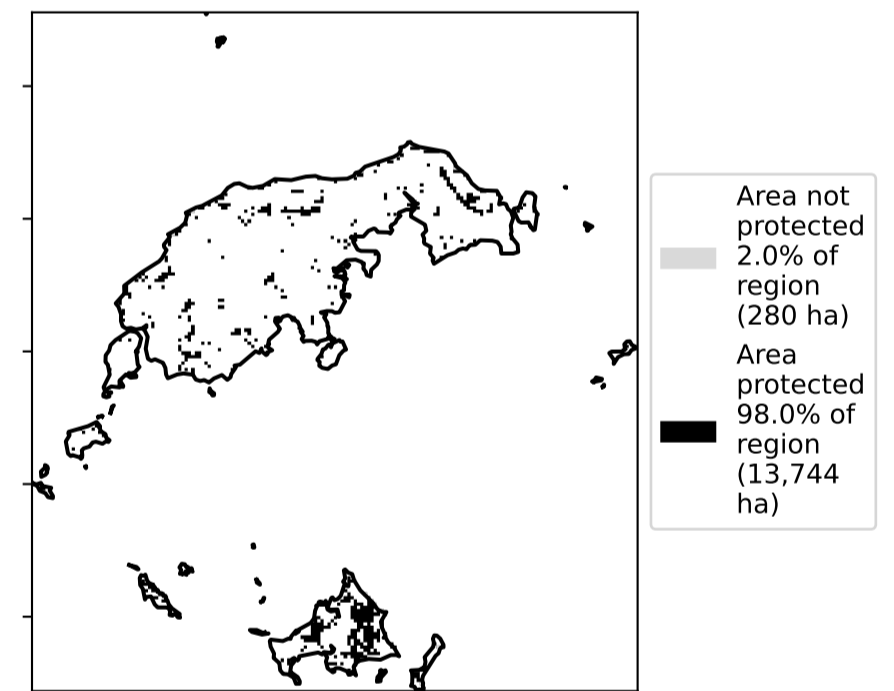 Area not
protected
2.0% of
region
(280 ha)
Area
protected
98.0% of
region
(13,744
ha)